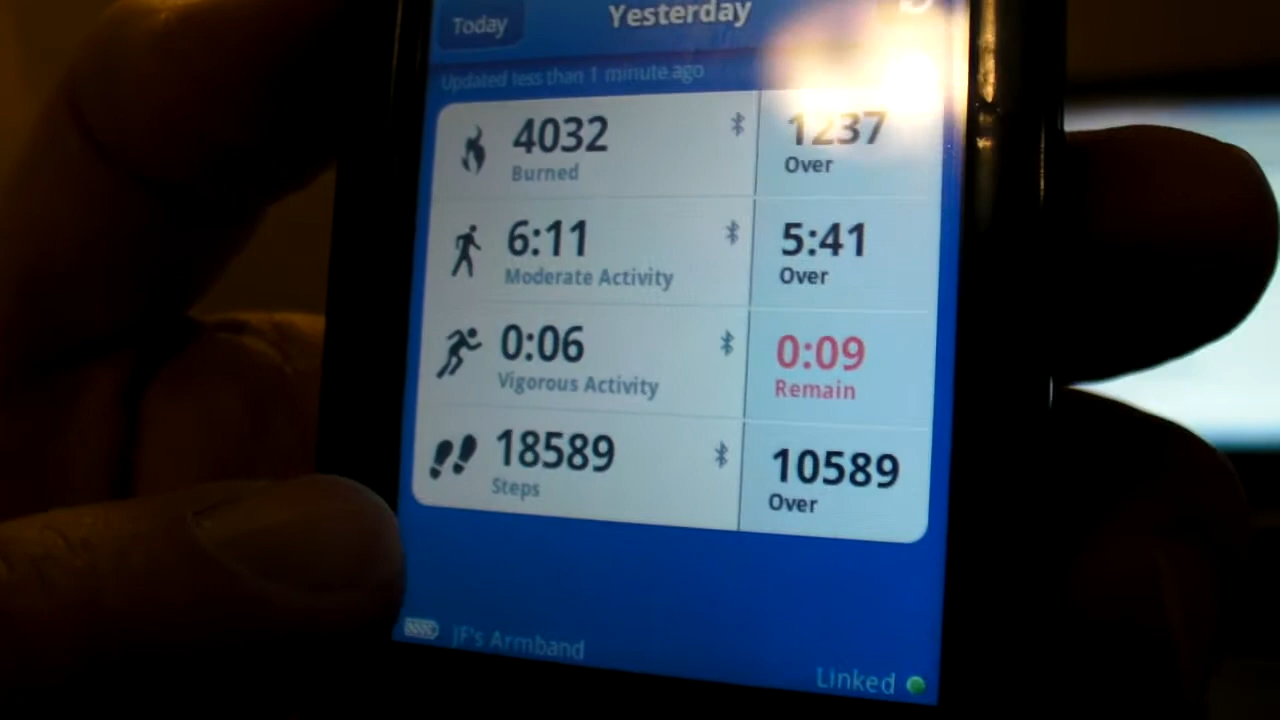 Today
Yesterday
Updated less than 1 minute ago
4032
Burned
1237
Over
6:11
Moderate Activity
5:41
Over
0:06
Vigorous Activity
0:09
Remain
18589
Steps
10589
Over
JF's Armband
Linked